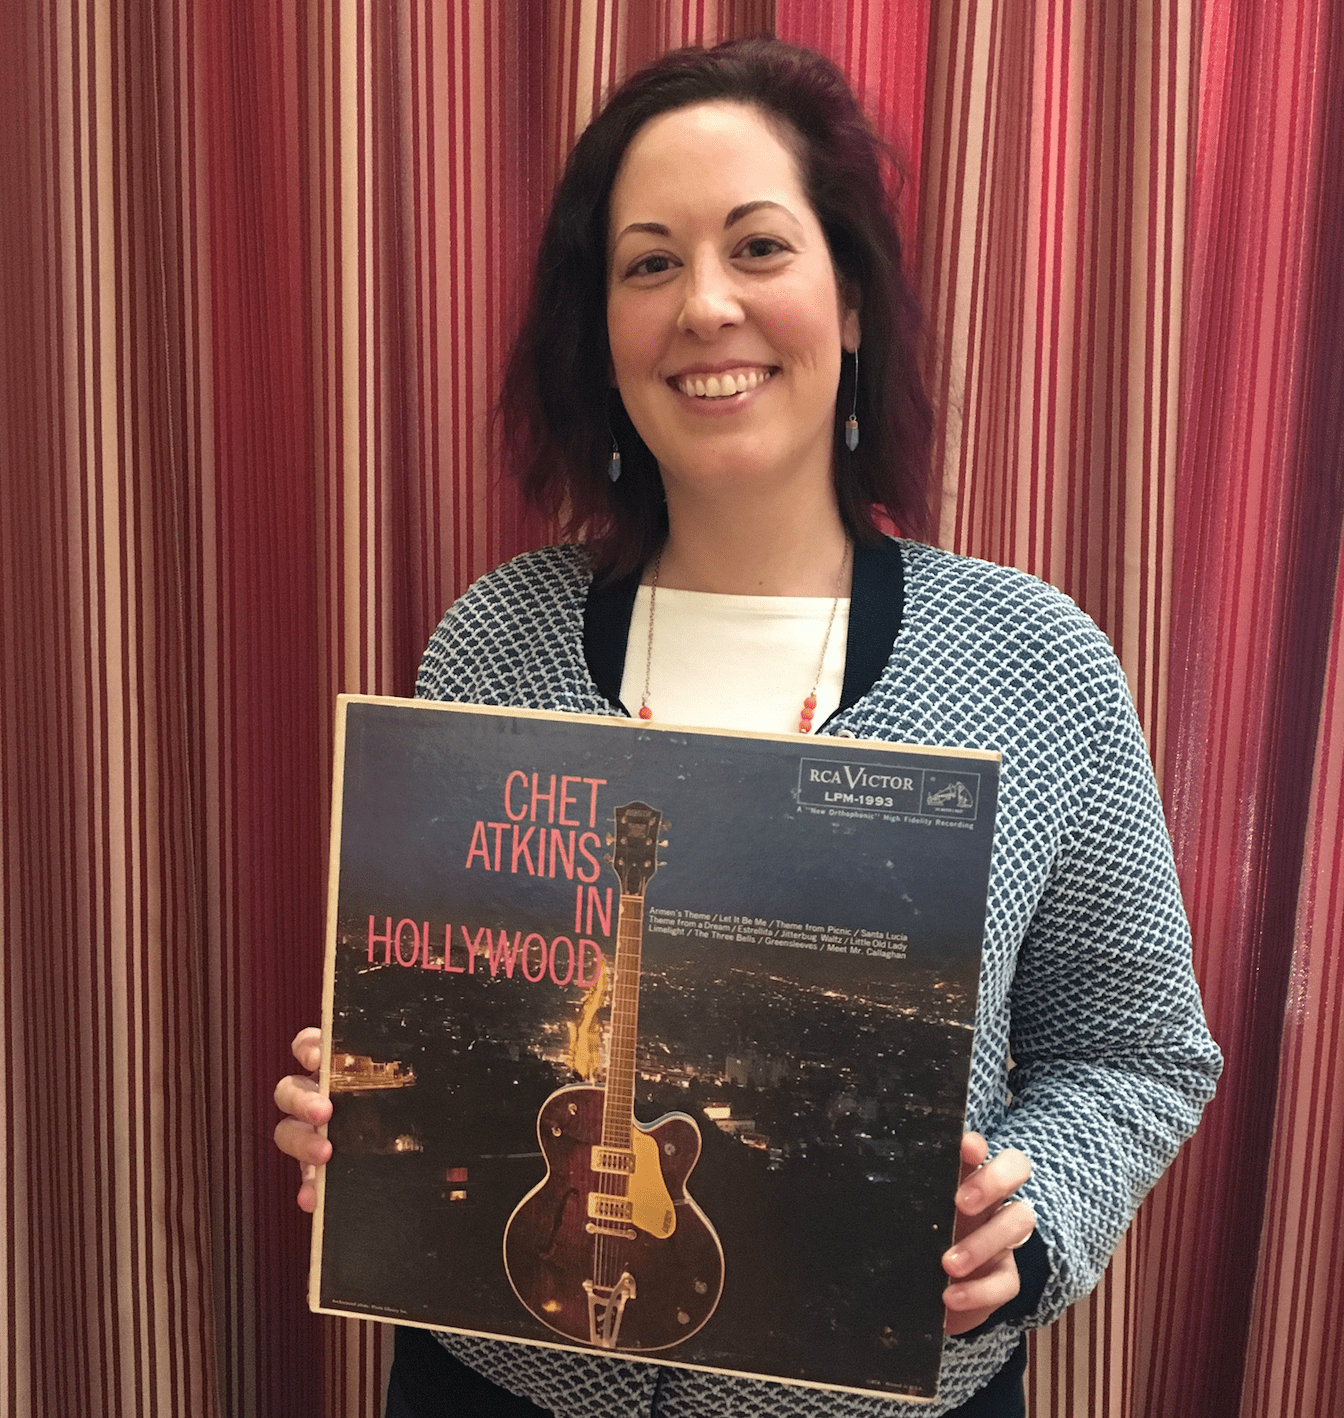 CHET
ATKINS
IN
HOLLYWOOD
RCA VICTOR
LPM-1993
A "New Orthophonic" High Fidelity Recording
Armen's Theme / Let It Be Me / Theme from Picnic / Santa Lucia
Theme from a Dream / Estrellita / Jitterbug Waltz / Little Old Lady
Limelight / The Three Bells / Greensleeves / Meet Mr. Callaghan